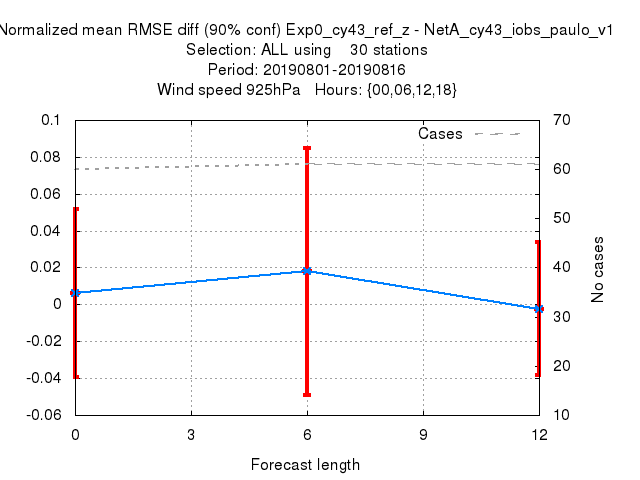 Normalized mean RMSE diff (90% conf) Exp0_cy43_ref_z - NetA_cy43_iobs_paulo_v1
Selection: ALL using 30 stations
Period: 20190801-20190816
Wind speed 925hPa Hours: {00,06,12,18}
Cases
0.1
0.08
0.06
0.04
0.02
0
-0.02
-0.04
-0.06
70
60
50
40
30
20
10
No cases
0 3 6 9 12
Forecast length